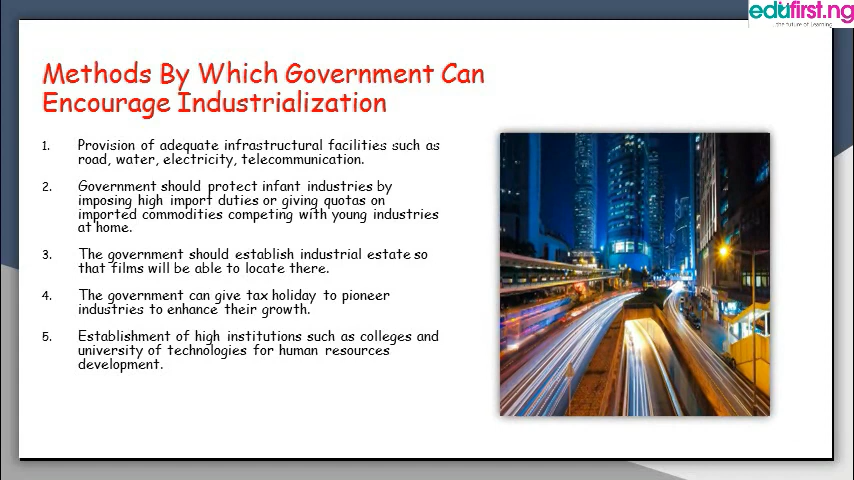 edufirst.ng
the future of learning
Methods By Which Government Can
Encourage Industrialization
1. Provision of adequate infrastructural facilities such as
road, water, electricity, telecommunication.
2. Government should protect infant industries by
imposing high import duties or giving quotas on
imported commodities competing with young industries
at home.
3. The government should establish industrial estate so
that films will be able to locate there.
4. The government can give tax holiday to pioneer
industries to enhance their growth.
5. Establishment of high institutions such as colleges and
university of technologies for human resources
development.